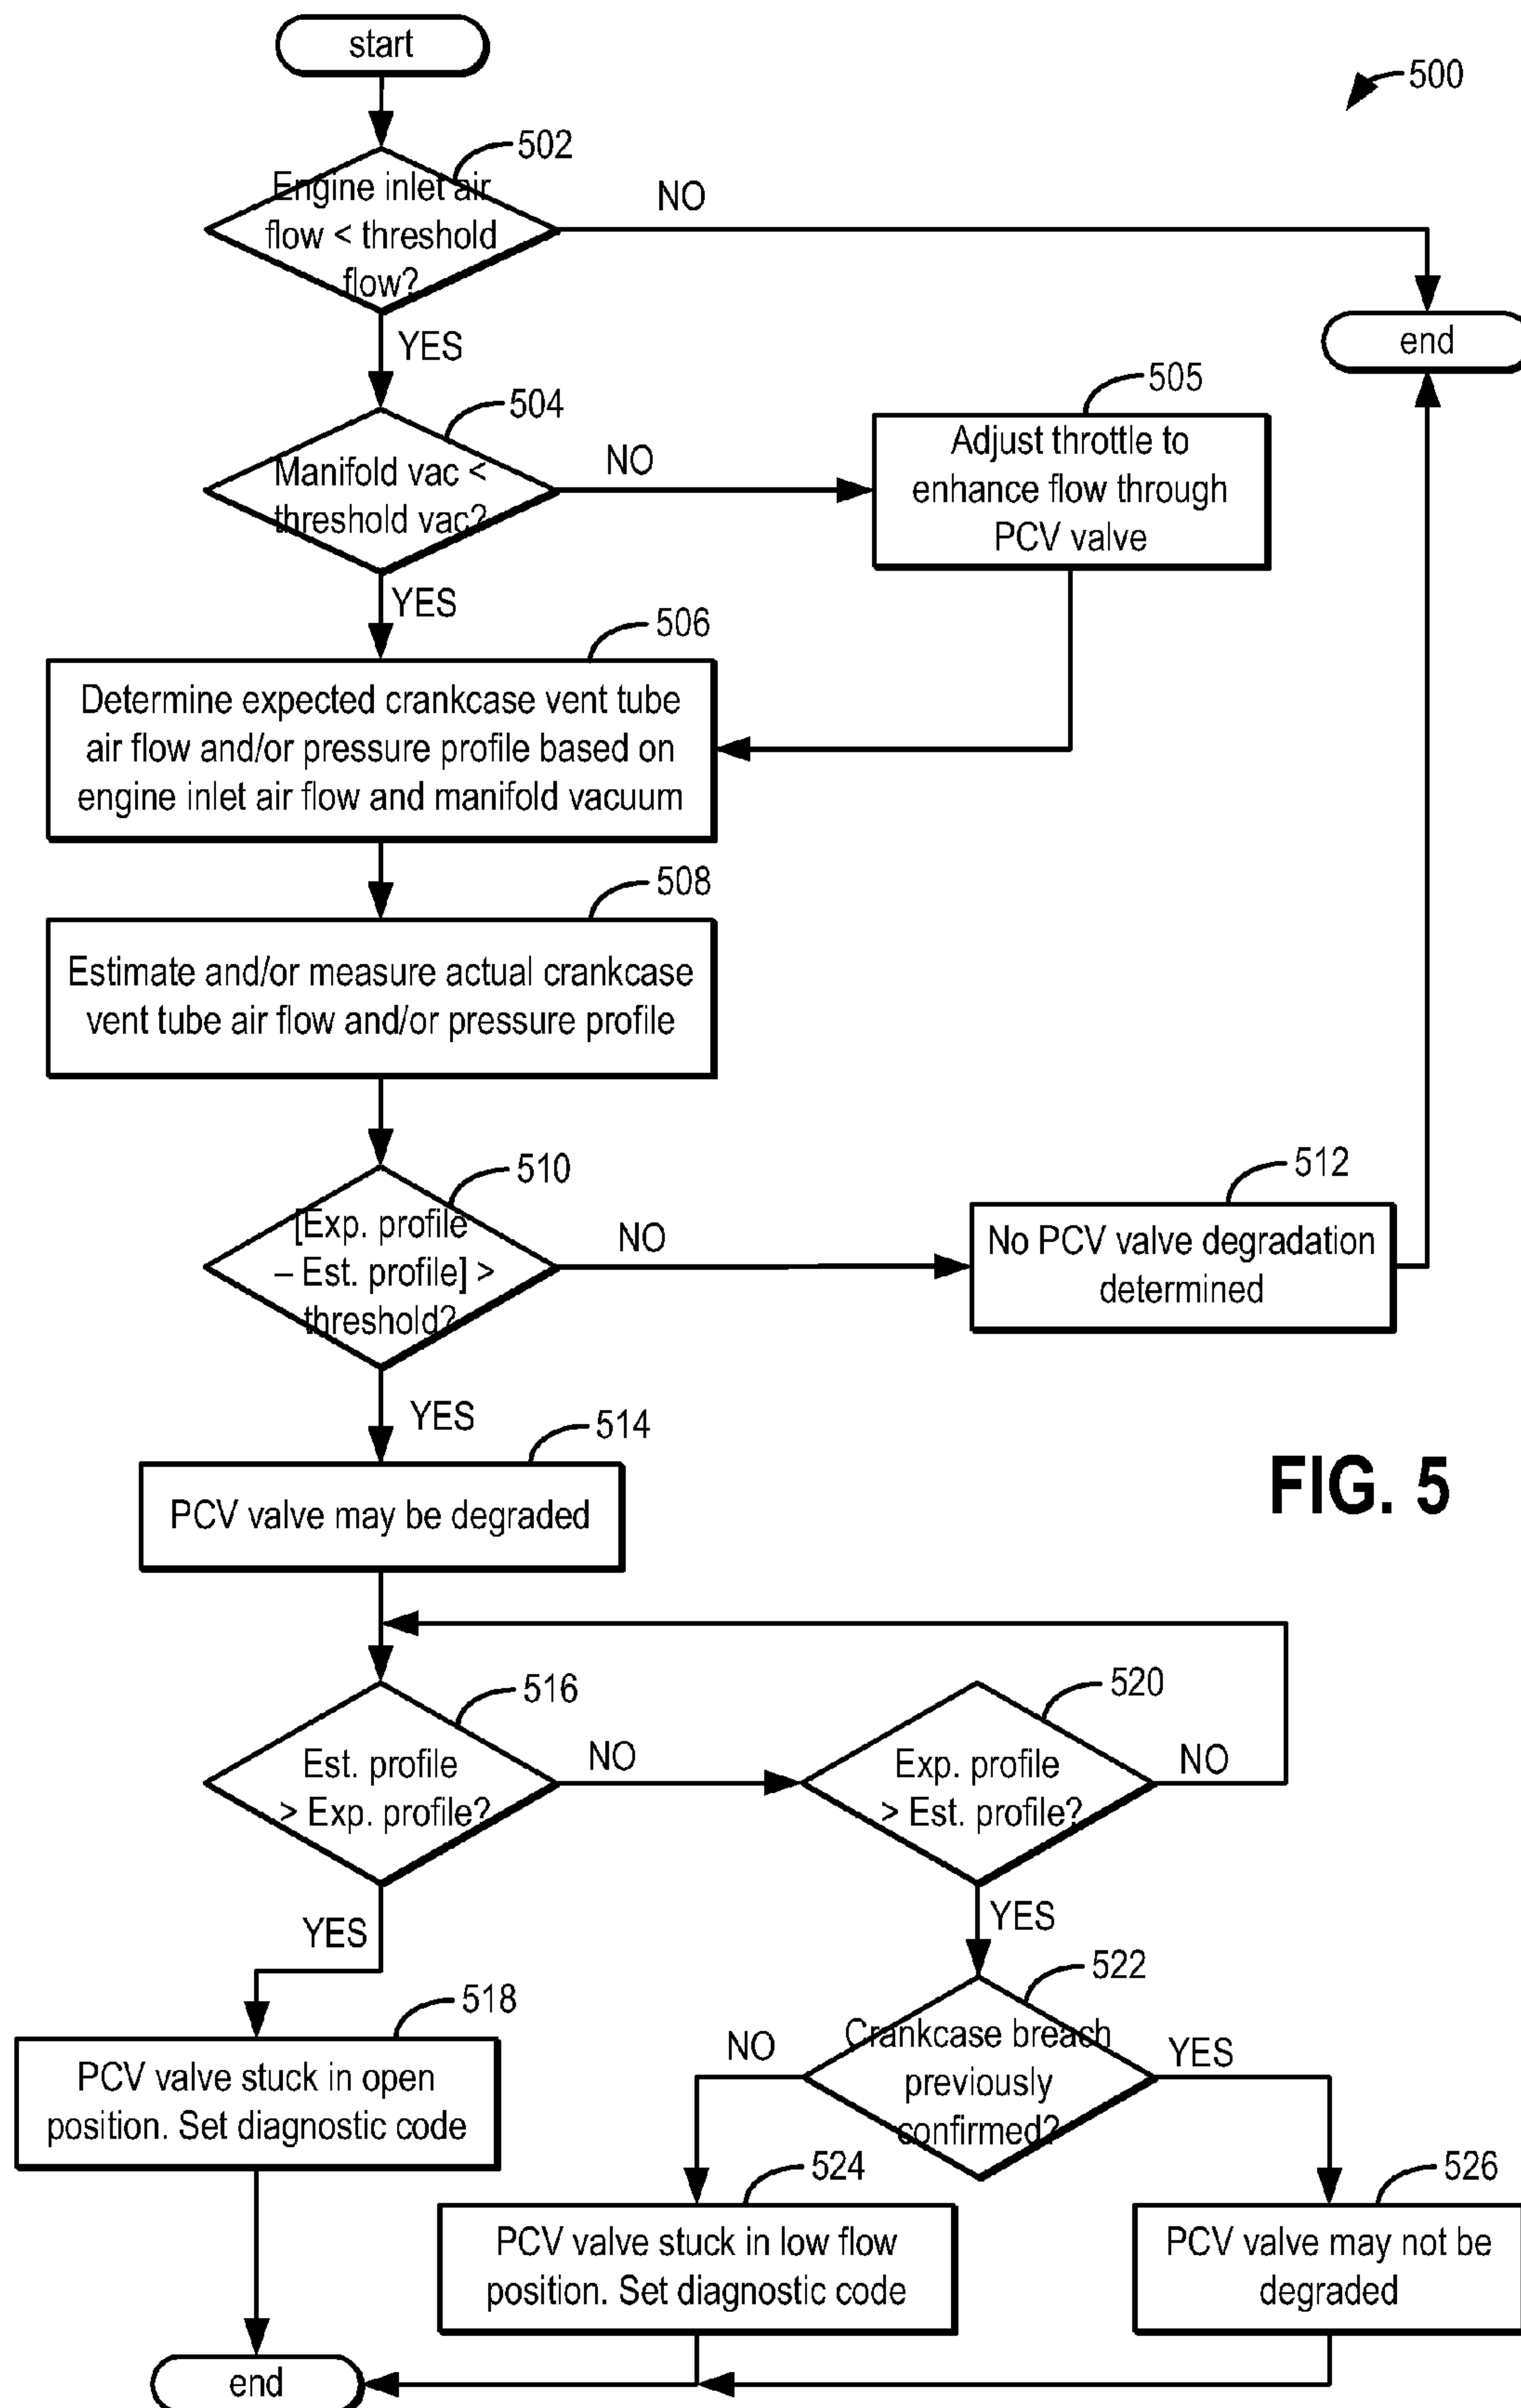 start
500
502
Engine inlet air
flow < threshold
flow?
NO
YES
end
504
Manifold vac <
threshold vac?
NO
505
Adjust throttle to
enhance flow through
PCV valve
YES
506
Determine expected crankcase vent tube
air flow and/or pressure profile based on
engine inlet air flow and manifold vacuum
508
Estimate and/or measure actual crankcase
vent tube air flow and/or pressure profile
510
[Exp. profile
– Est. profile] >
threshold?
NO
512
No PCV valve degradation
determined
YES
514
PCV valve may be degraded
FIG. 5
516
Est. profile
> Exp. profile?
NO
520
Exp. profile
> Est. profile?
NO
YES
YES
518
PCV valve stuck in open
position. Set diagnostic code
522
Crankcase breach
previously
confirmed?
NO
YES
524
PCV valve stuck in low flow
position. Set diagnostic code
526
PCV valve may not be
degraded
end